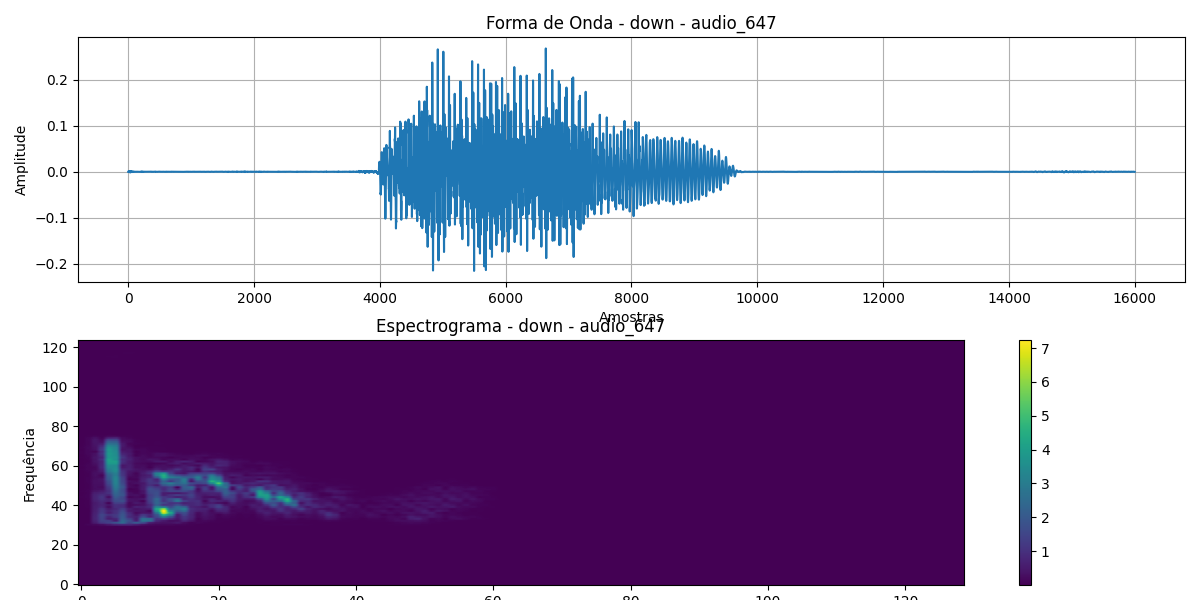 Forma de Onda - down - audio_647
Amplitude
0.2
0.1
0.0
−0.1
−0.2
0 2000 4000 6000 8000 10000 12000 14000 16000
Amostras
Espectrograma - down - audio_647
Frequência
120
100
80
60
40
20
0
0 20 40 60 80 100 120
7
6
5
4
3
2
1